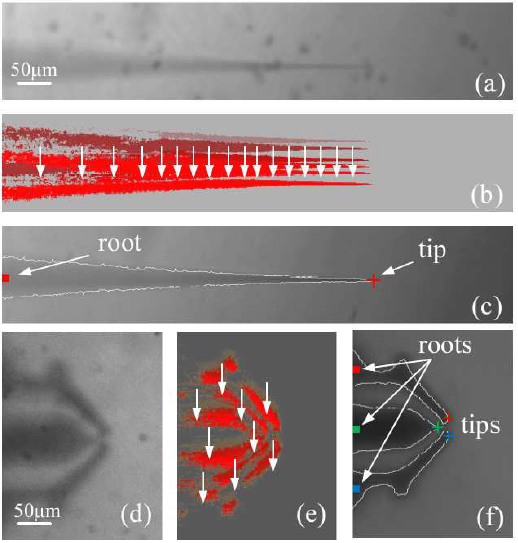 50μm
(a)
(b)
root
tip
(c)
roots
tips
50μm
(d)
(e)
(f)